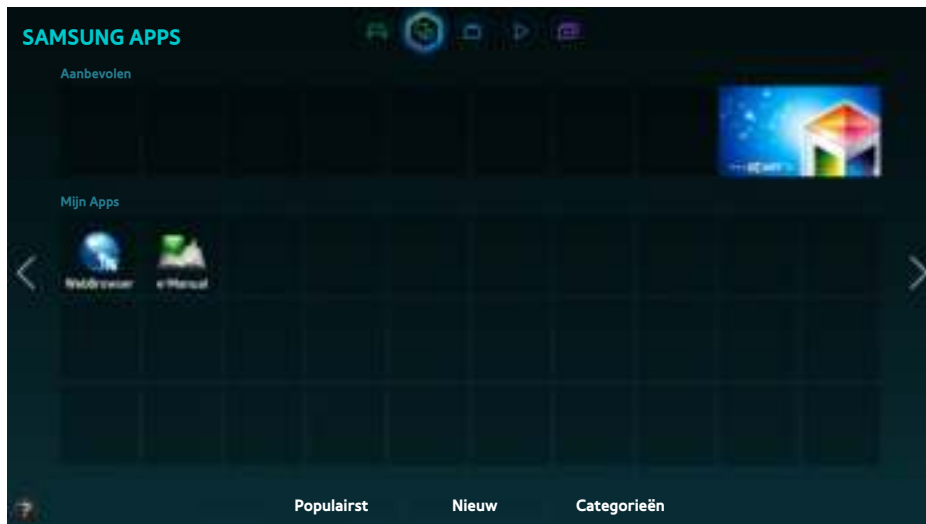 SAMSUNG APPS
Aanbevolen
Mijn Apps
WebBrowser e-Manual
Populairst Nieuw Categorieën
?